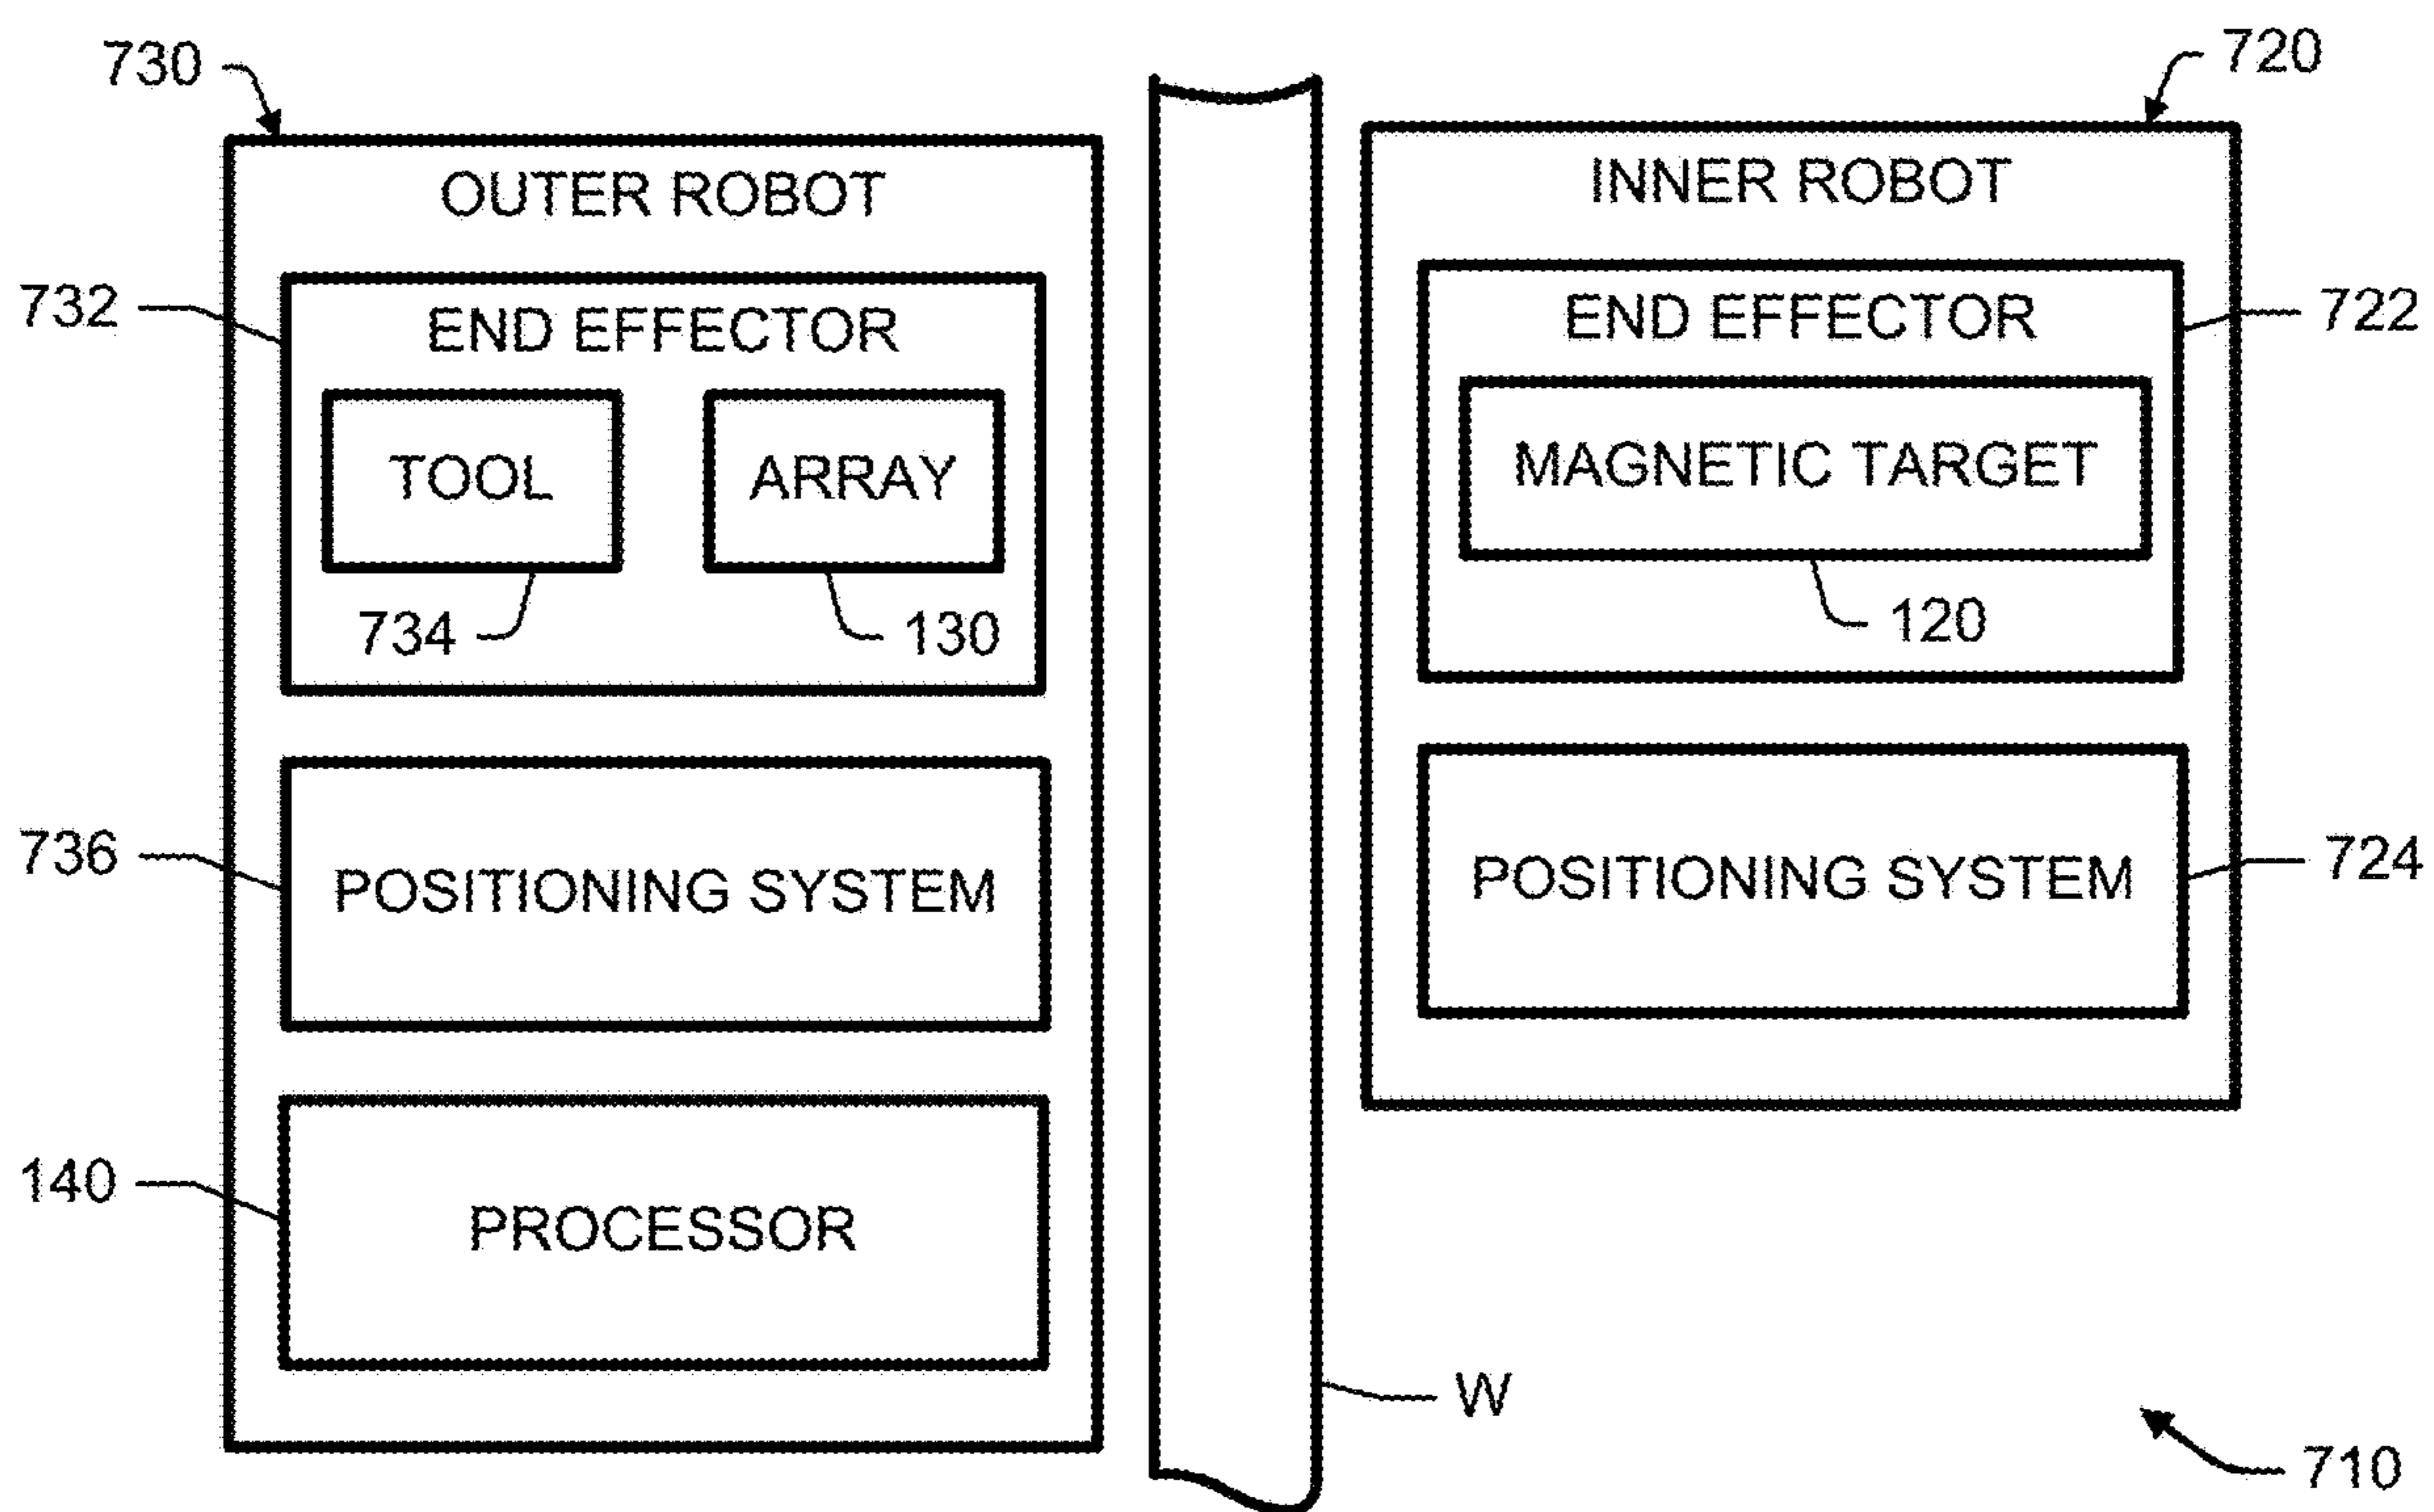 730
720
OUTER ROBOT
INNER ROBOT
732
END EFFECTOR
END EFFECTOR
722
TOOL
ARRAY
MAGNETIC TARGET
734
130
120
736
POSITIONING SYSTEM
POSITIONING SYSTEM
724
140
PROCESSOR
W
710